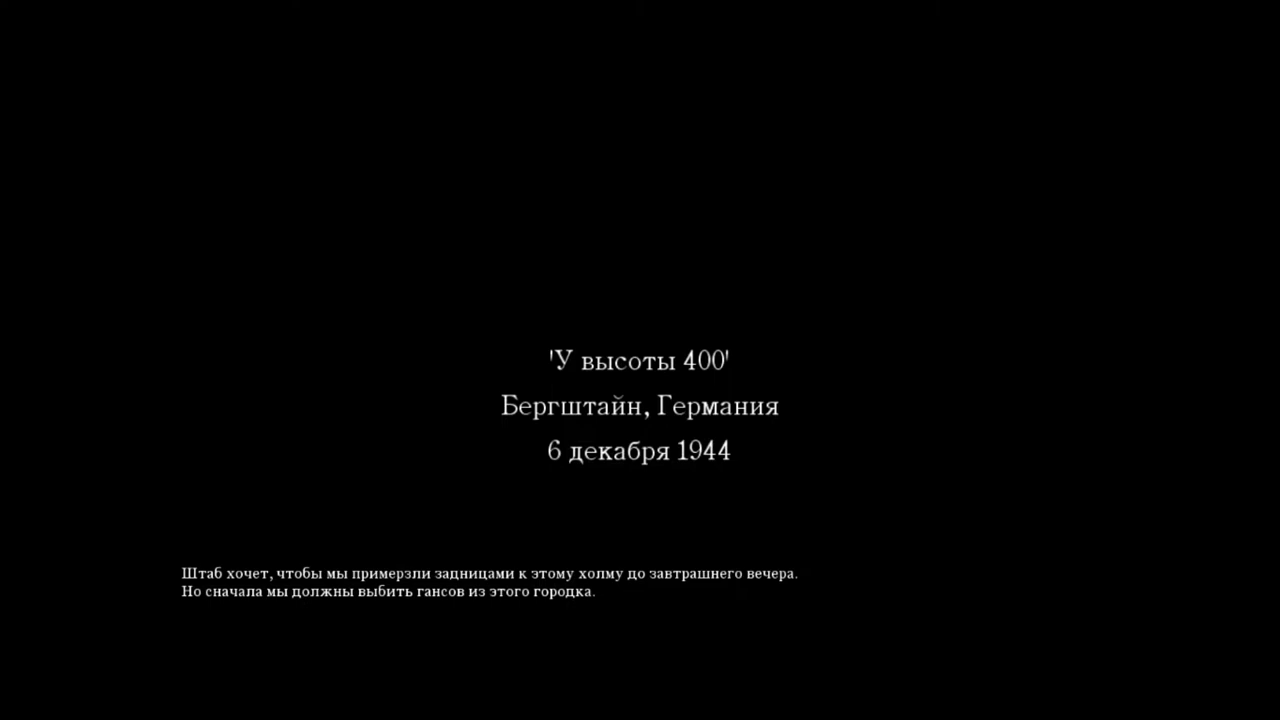 'У высоты 400'
Бергштайн, Германия
6 декабря 1944
Штаб хочет, чтобы мы примерзли задницами к этому холму до завтрашнего вечера.
Но сначала мы должны выбить гансов из этого городка.